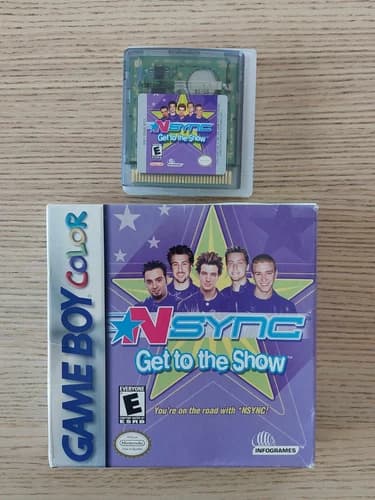 *NSYNC
Get to the Show
E
GAME BOY COLOR
*NSYNC
Get to the Show™
EVERYONE
E
ESRB
You're on the road with *NSYNC!
Nintendo
INFOGRAMES